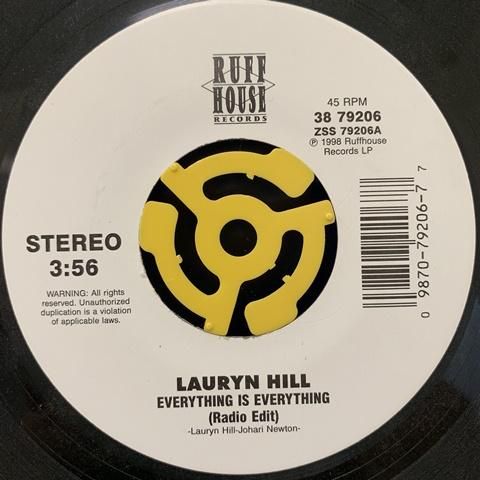 RUFF
HOUSE
RECORDS
45 RPM
38 79206
ZSS 79206A
℗ 1998 Ruffhouse
Records LP
STEREO
3:56
WARNING: All rights
reserved. Unauthorized
duplication is a violation
of applicable laws.
0 9870-79206-7 7
LAURYN HILL
EVERYTHING IS EVERYTHING
(Radio Edit)
-Lauryn Hill-Johari Newton-